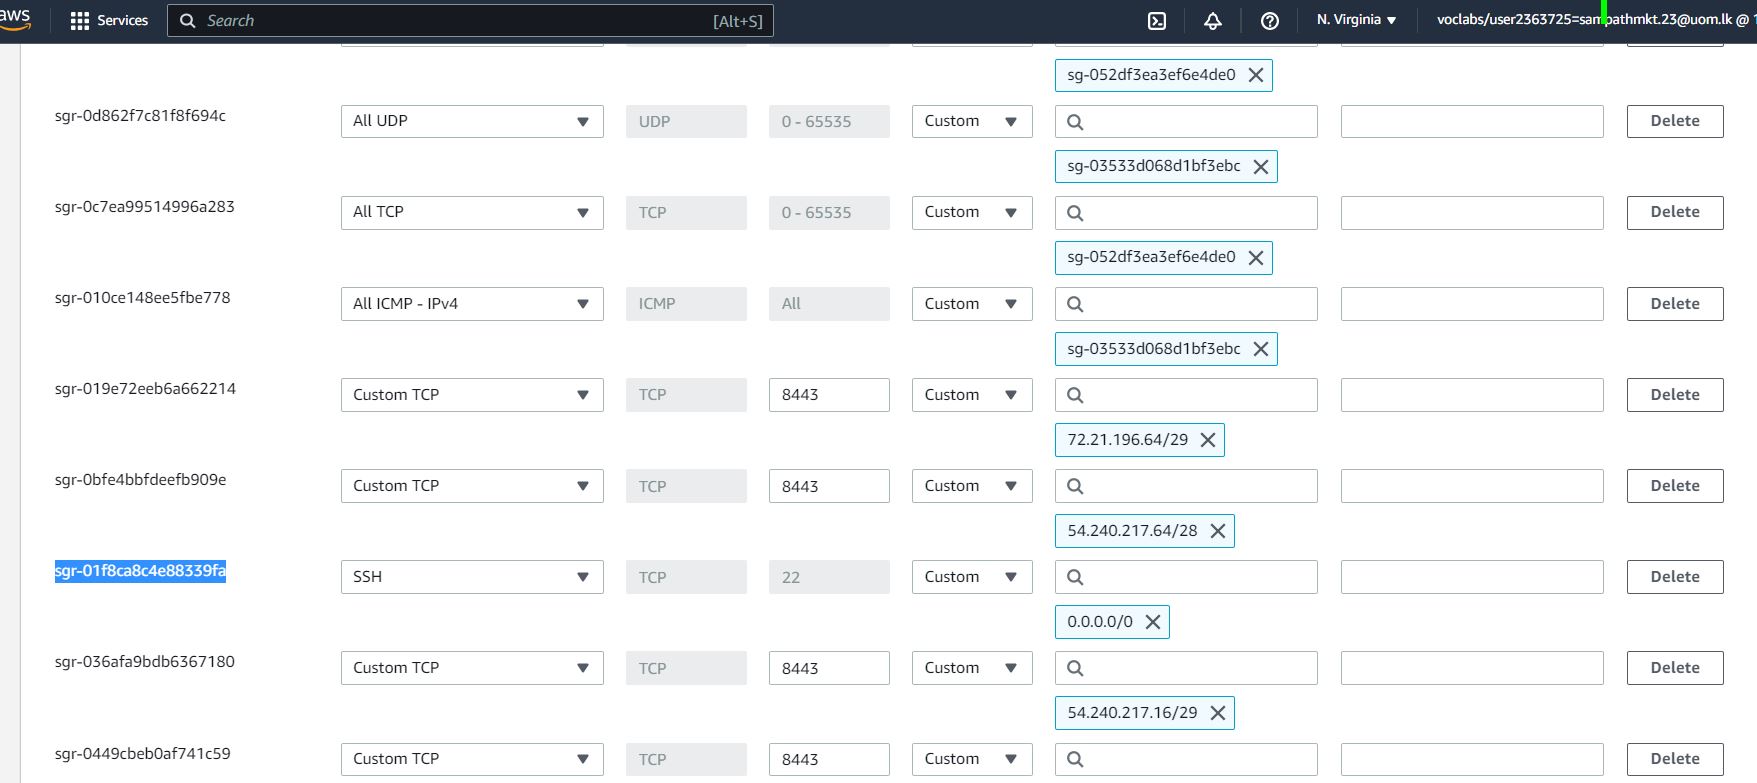 aws Services Search [Alt+S] N. Virginia voclabs/user2363725=sampathmkt.23@uom.lk @
sg-052df3ea3ef6e4de0
sgr-0d862f7c81f8f694c All UDP UDP 0 - 65535 Custom Delete
sg-03533d068d1bf3ebc
sgr-0c7ea99514996a283 All TCP TCP 0 - 65535 Custom Delete
sg-052df3ea3ef6e4de0
sgr-010ce148ee5fbe778 All ICMP - IPv4 ICMP All Custom Delete
sg-03533d068d1bf3ebc
sgr-019e72eeb6a662214 Custom TCP TCP 8443 Custom Delete
72.21.196.64/29
sgr-0bfe4bbfdeefb909e Custom TCP TCP 8443 Custom Delete
54.240.217.64/28
sgr-01f8ca8c4e88339fa SSH TCP 22 Custom Delete
0.0.0.0/0
sgr-036afa9bdb6367180 Custom TCP TCP 8443 Custom Delete
54.240.217.16/29
sgr-0449cbeb0af741c59 Custom TCP TCP 8443 Custom Delete